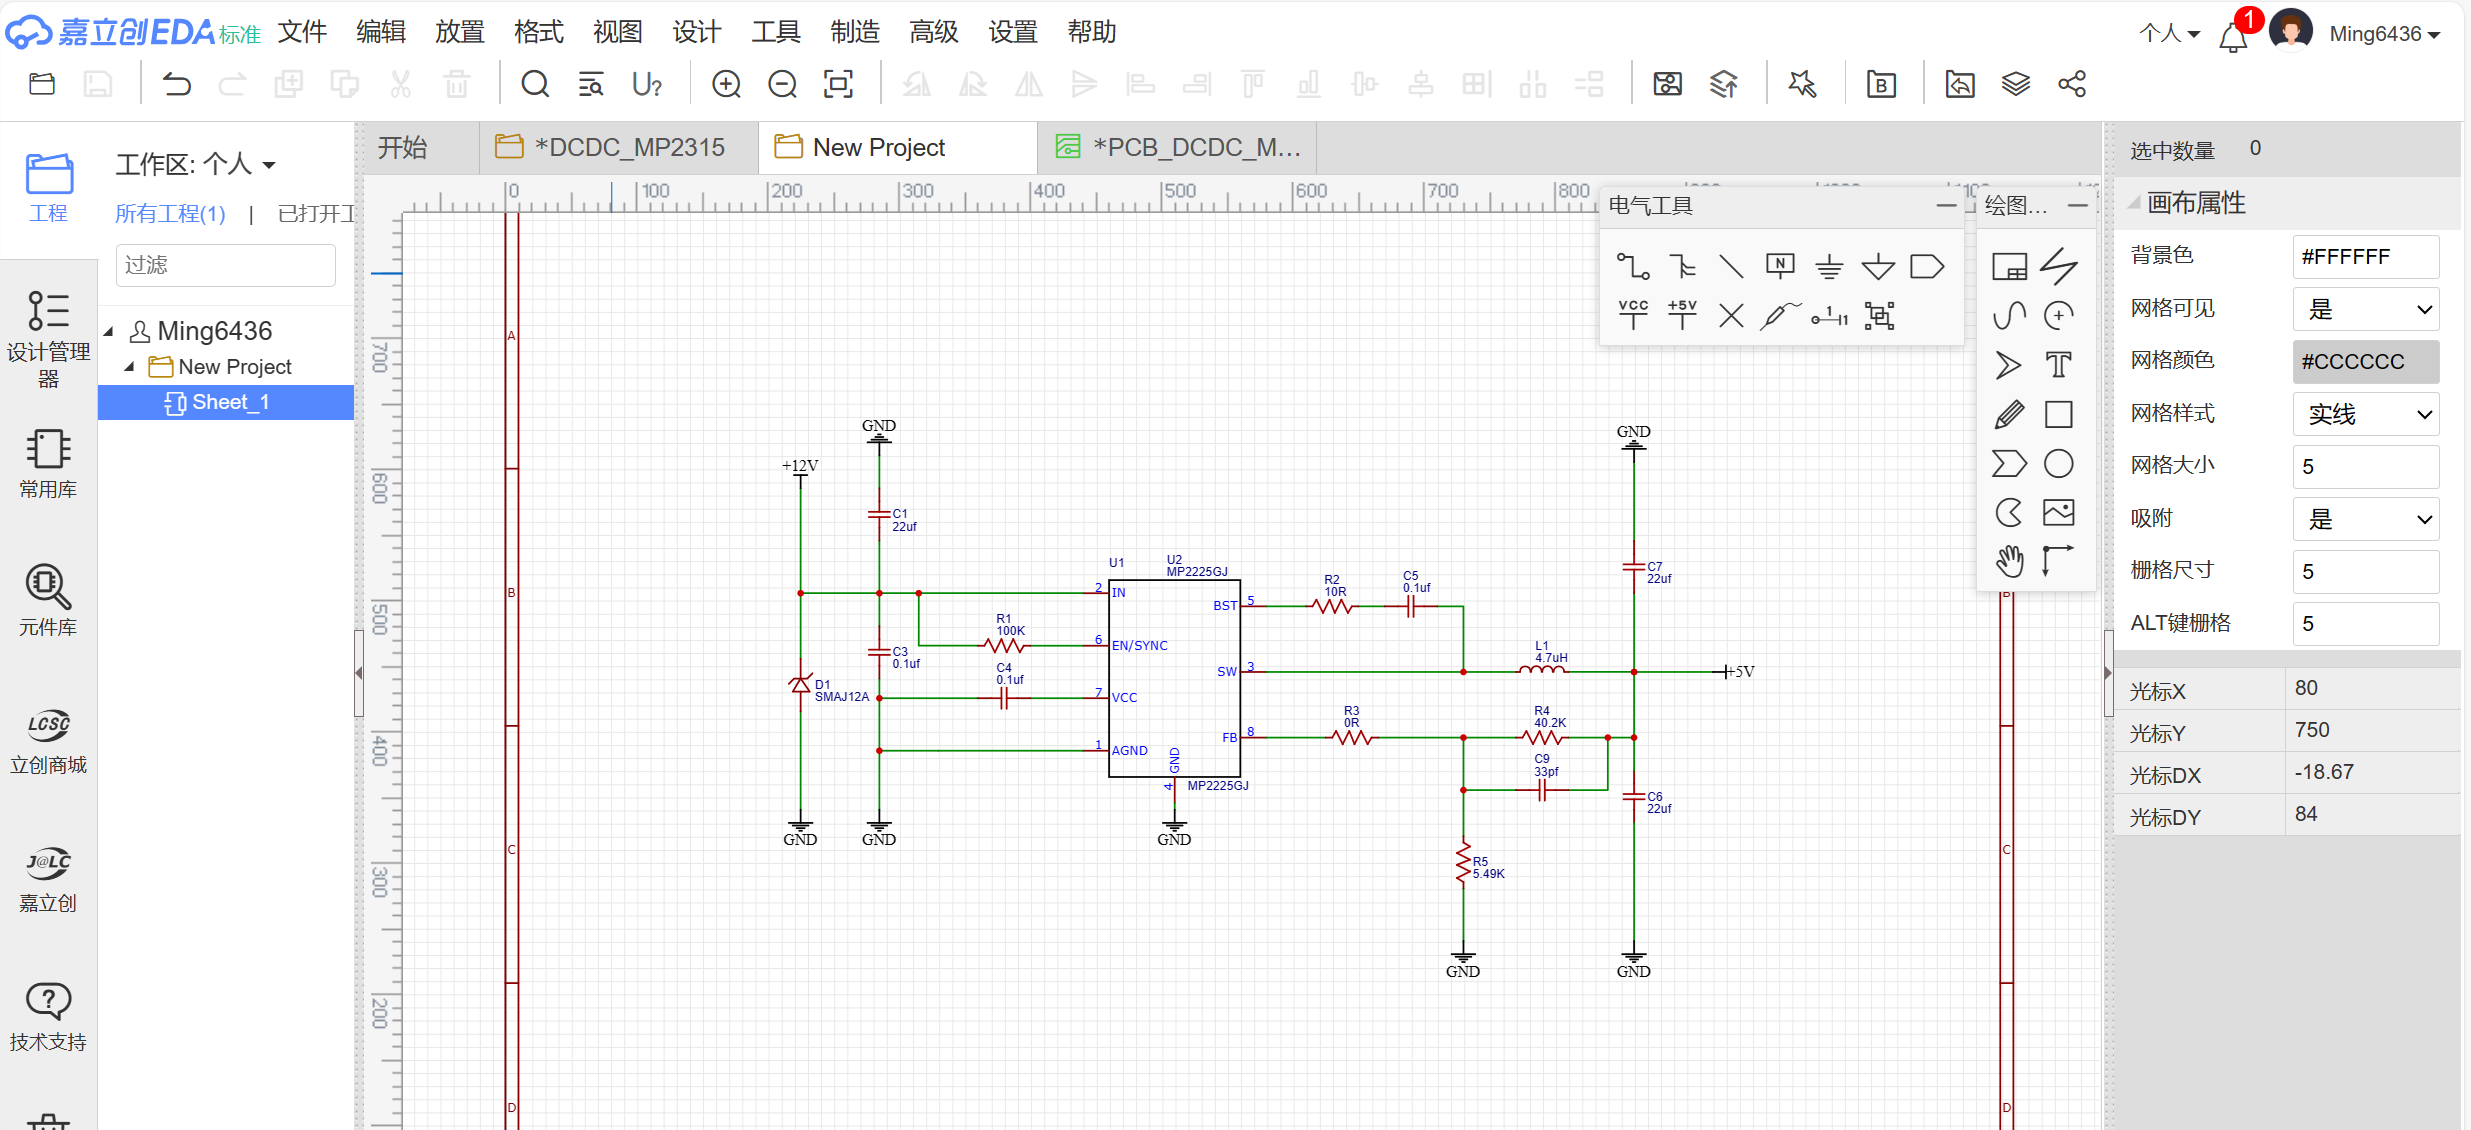 嘉立创EDA标准 文件 编辑 放置 格式 视图 设计 工具 制造 高级 设置 帮助 个人 1 Ming6436
U? B
工程
工作区: 个人
所有工程(1) | 已打开工
过滤
Ming6436
New Project
Sheet_1
设计管理器
常用库
元件库
LCSC
立创商城
J@LC
嘉立创
?
技术支持
开始 *DCDC_MP2315 New Project *PCB_DCDC_M...
0 100 200 300 400 500 600 700 800
700
600
500
400
300
200
A
B
C
D
B
C
D
电气工具
N
VCC +5V 1 1
绘图...
T
GND
+12V
C1
22uf
U1
U2
MP2225GJ
2 IN
6 EN/SYNC
7 VCC
1 AGND
BST 5
SW 3
FB 8
GND
4
MP2225GJ
R1
100K
C3
0.1uf
C4
0.1uf
D1
SMAJ12A
GND
GND
GND
R2
10R
C5
0.1uf
GND
C7
22uf
L1
4.7uH
+5V
R3
0R
R4
40.2K
C9
33pf
C6
22uf
R5
5.49K
GND
GND
选中数量 0
画布属性
背景色 #FFFFFF
网格可见 是
网格颜色 #CCCCCC
网格样式 实线
网格大小 5
吸附 是
栅格尺寸 5
ALT键栅格 5
光标X 80
光标Y 750
光标DX -18.67
光标DY 84